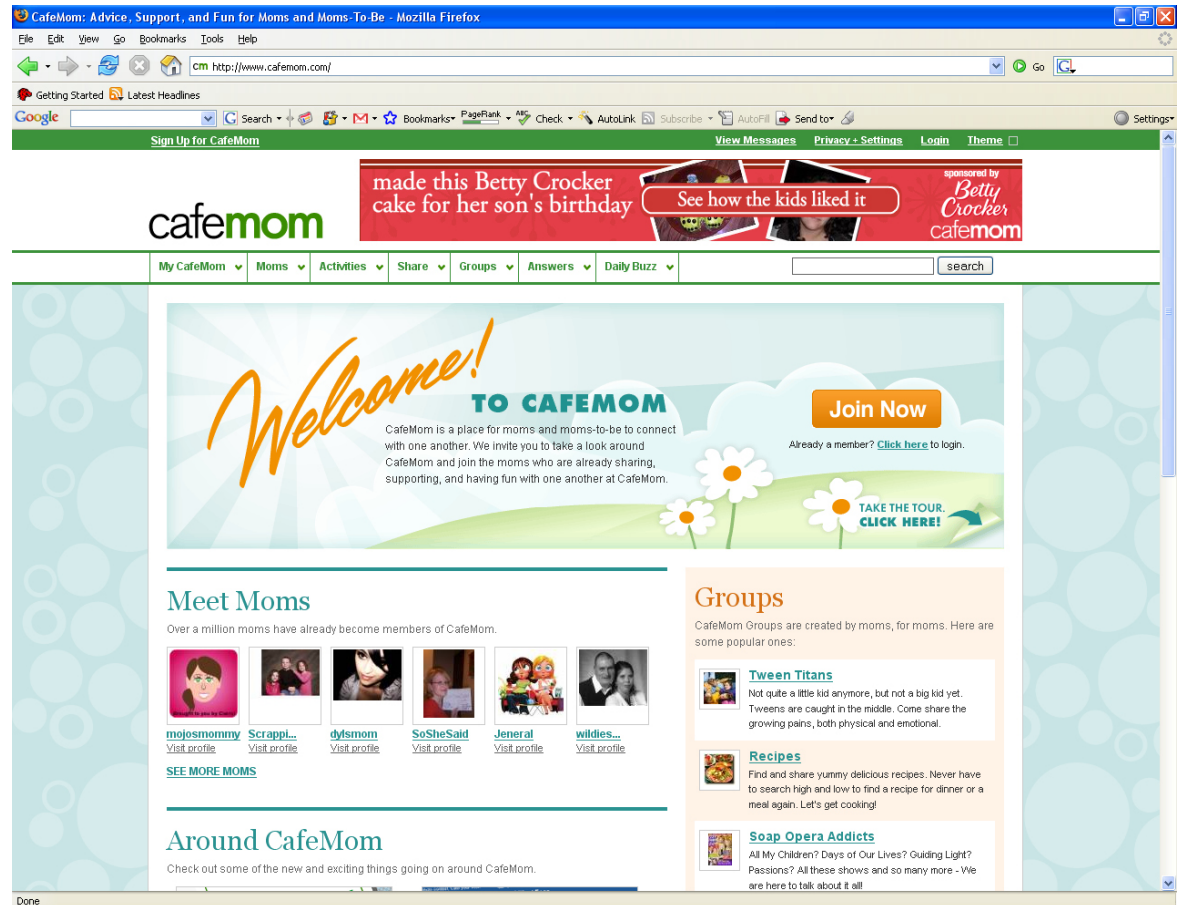 CafeMom: Advice, Support, and Fun for Moms and Moms-To-Be - Mozilla Firefox
File Edit View Go Bookmarks Tools Help
cm http://www.cafemom.com/ Go G
Getting Started Latest Headlines
Google G Search Bookmarks PageRank ABC Check AutoLink Subscribe AutoFill Send to Settings
Sign Up for CafeMom View Messages Privacy + Settings Login Theme
made this Betty Crocker
cake for her son's birthday
See how the kids liked it
sponsored by
Betty
Crocker
cafemom
cafemom
My CafeMom Moms Activities Share Groups Answers Daily Buzz search
Welcome!
TO CAFEMOM
CafeMom is a place for moms and moms-to-be to connect
with one another. We invite you to take a look around
CafeMom and join the moms who are already sharing,
supporting, and having fun with one another at CafeMom.
Join Now
Already a member? Click here to login.
TAKE THE TOUR.
CLICK HERE!
Meet Moms
Over a million moms have already become members of CafeMom.
mojosmommy Scrappi... dylsmom SoSheSaid Jeneral wildies...
Visit profile Visit profile Visit profile Visit profile Visit profile Visit profile
SEE MORE MOMS
Around CafeMom
Check out some of the new and exciting things going on around CafeMom.
Groups
CafeMom Groups are created by moms, for moms. Here are
some popular ones:
Tween Titans
Not quite a little kid anymore, but not a big kid yet.
Tweens are caught in the middle. Come share the
growing pains, both physical and emotional.
Recipes
Find and share yummy delicious recipes. Never have
to search high and low to find a recipe for dinner or a
meal again. Let's get cooking!
Soap Opera Addicts
All My Children? Days of Our Lives? Guiding Light?
Passions? All these shows and so many more - We
are here to talk about it all!
Done